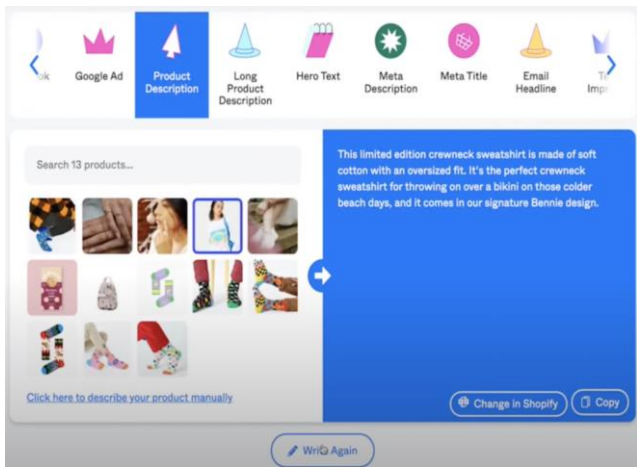 Google Ad
Product
Description
Long
Product
Description
Hero Text
Meta
Description
Meta Title
Email
Headline
Search 13 products...
This limited edition crewneck sweatshirt is made of soft
cotton with an oversized fit. It's the perfect crewneck
sweatshirt for throwing on over a bikini on those colder
beach days, and it comes in our signature Bennie design.
Click here to describe your product manually
Change in Shopify
Copy
Write Again